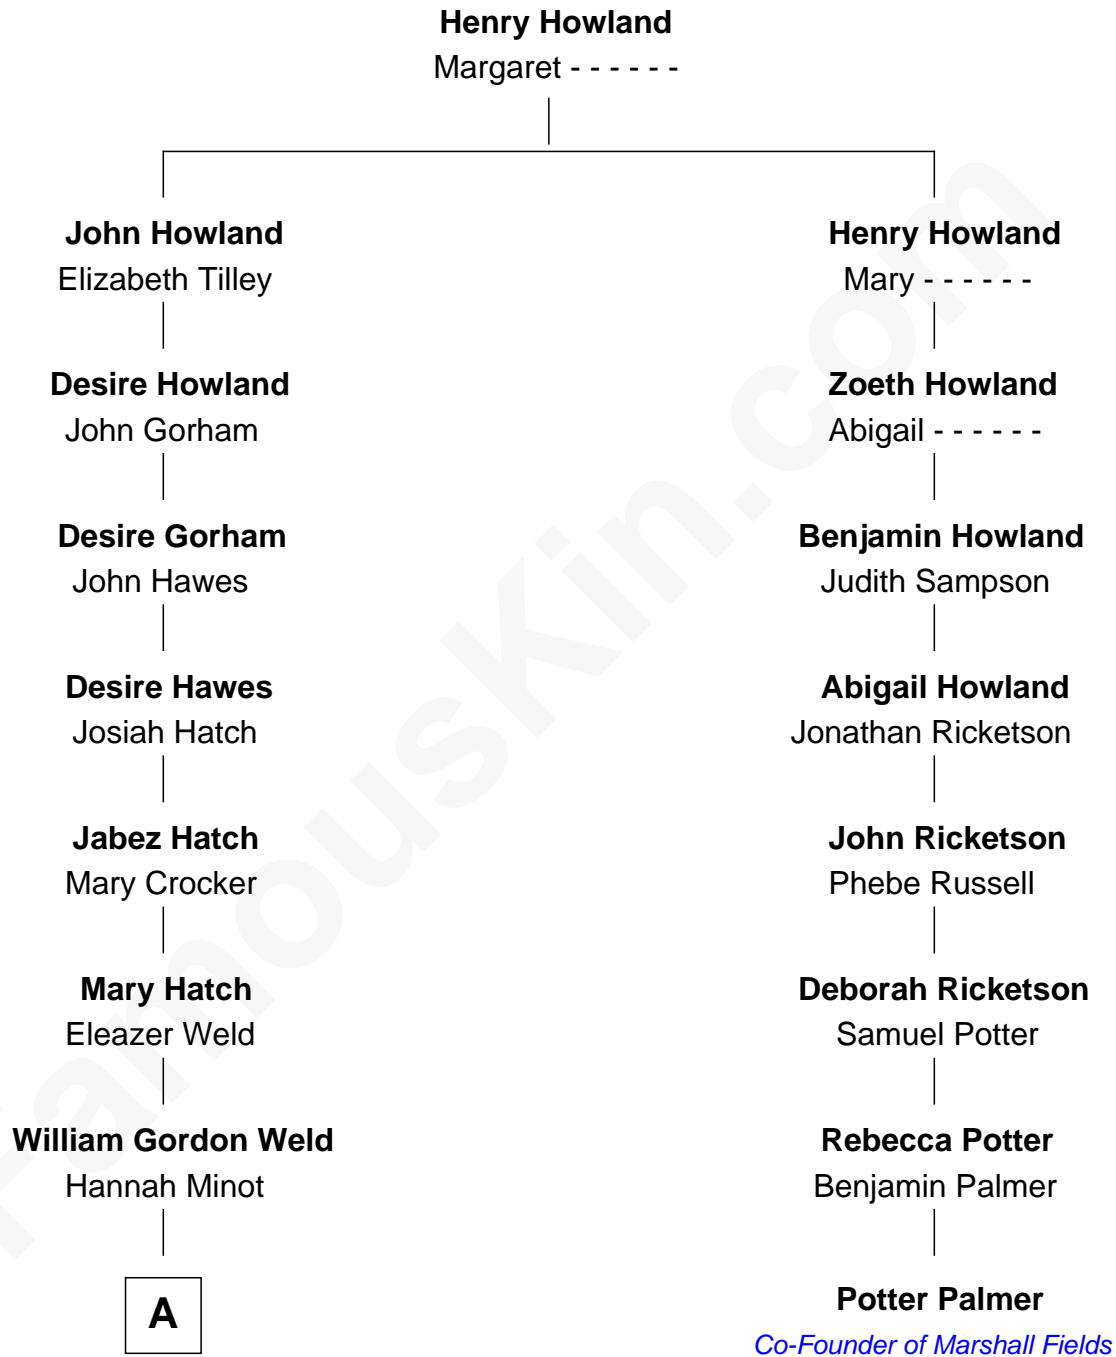 Henry Howland
Margaret - - - - - -
John Howland
Elizabeth Tilley
Henry Howland
Mary - - - - - -
Desire Howland
John Gorham
Zoeth Howland
Abigail - - - - - -
Desire Gorham
John Hawes
Benjamin Howland
Judith Sampson
Desire Hawes
Josiah Hatch
Abigail Howland
Jonathan Ricketson
Jabez Hatch
Mary Crocker
John Ricketson
Phebe Russell
Mary Hatch
Eleazer Weld
Deborah Ricketson
Samuel Potter
William Gordon Weld
Hannah Minot
Rebecca Potter
Benjamin Palmer
A
Potter Palmer
Co-Founder of Marshall Fields
FamousKin.com